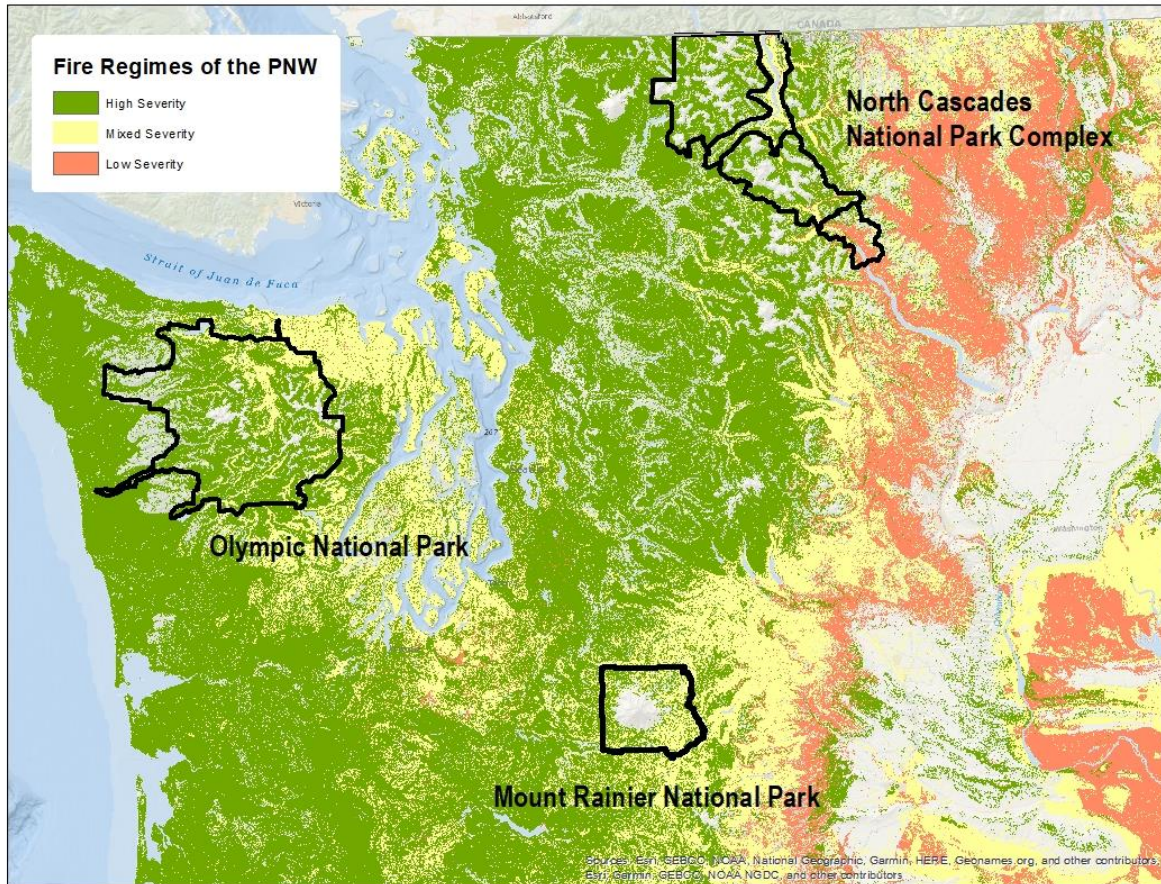 Abbotsford
CANADA
Fire Regimes of the PNW
High Severity
Mixed Severity
Low Severity
North Cascades
National Park Complex
Victoria
Strait of Juan de Fuca
Olympic National Park
Washington
Mount Rainier National Park
Sources: Esri, GEBCO, NOAA, National Geographic, Garmin, HERE, Geonames.org, and other contributors,
Esri, Garmin, GEBCO, NOAA NGDC, and other contributors